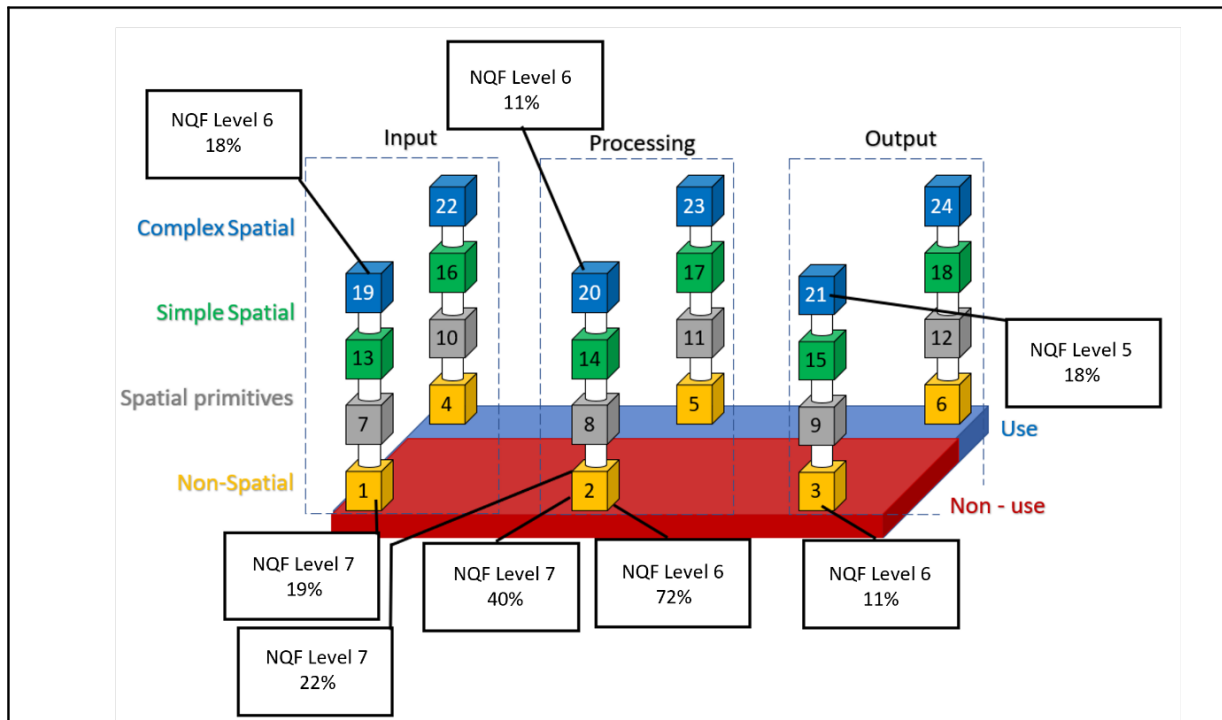 NQF Level 6
11%
NQF Level 6
18%
Input
Processing
Output
22
23
24
Complex Spatial
19
16
20
17
21
18
Simple Spatial
13
10
14
11
15
12
NQF Level 5
18%
Spatial primitives
7
4
8
5
9
6
Use
Non-Spatial
1
2
3
Non - use
NQF Level 7
19%
NQF Level 7
40%
NQF Level 6
72%
NQF Level 6
11%
NQF Level 7
22%